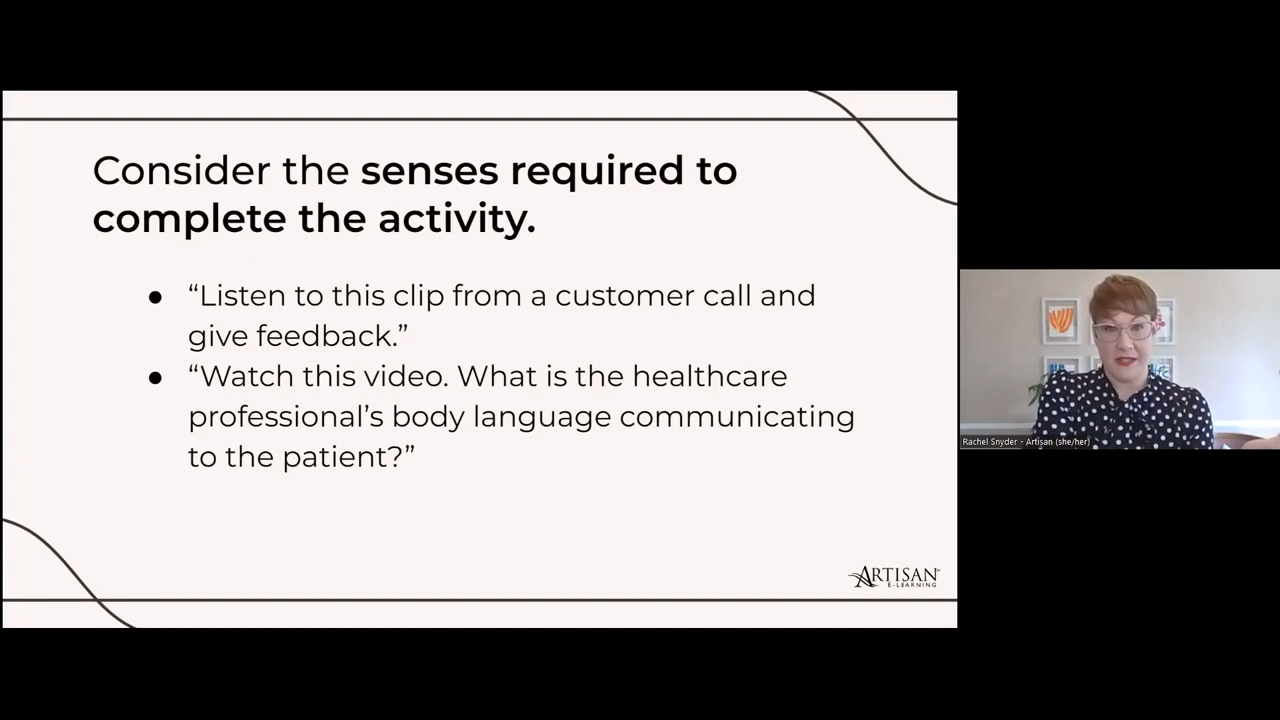 Consider the senses required to
complete the activity.
● “Listen to this clip from a customer call and
give feedback.”
● “Watch this video. What is the healthcare
professional’s body language communicating
to the patient?”
ARTISAN
E-LEARNING
Rachel Snyder - Artisan (she/her)